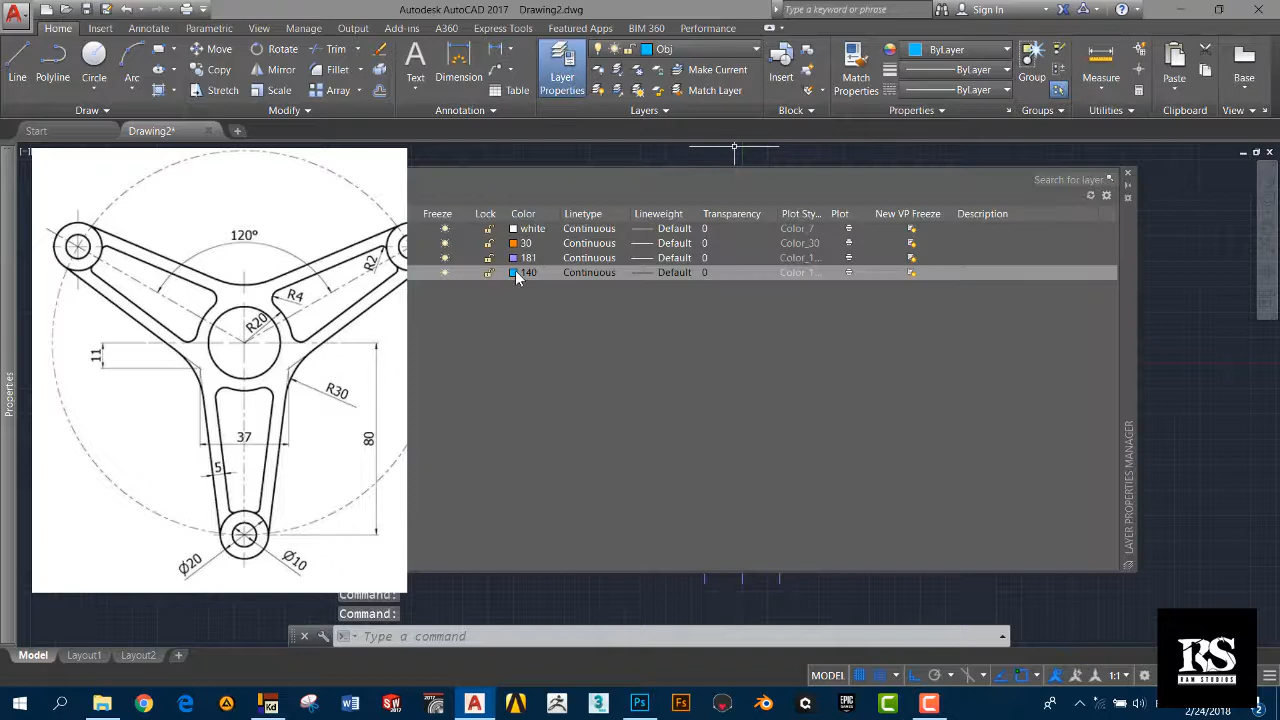 Autodesk AutoCAD 2017 Drawing2.dwg
Type a keyword or phrase
Sign In
Home Insert Annotate Parametric View Manage Output Add-ins A360 Express Tools Featured Apps BIM 360 Performance
Line Polyline Circle Arc
Move Rotate Trim
Copy Mirror Fillet
Stretch Scale Array
Text Dimension Table
Layer Properties
Obj
Make Current
Match Layer
Insert
Match Properties
ByLayer
ByLayer
ByLayer
Group Measure Paste Base
Draw Modify Annotation Layers Block Properties Groups Utilities Clipboard View
Start Drawing2*
Search for layer
Freeze Lock Color Linetype Lineweight Transparency Plot Sty... Plot New VP Freeze Description
white Continuous Default 0 Color_7
30 Continuous Default 0 Color_30
181 Continuous Default 0 Color_1...
140 Continuous Default 0 Color_1...
Properties
LAYER PROPERTIES MANAGER
120°
R2
R4
R20
11
R30
37
80
5
Ø20
Ø10
Command:
Command:
Type a command
Model Layout1 Layout2
MODEL
1:1
RS
RAM STUDIOS
2/24/2018